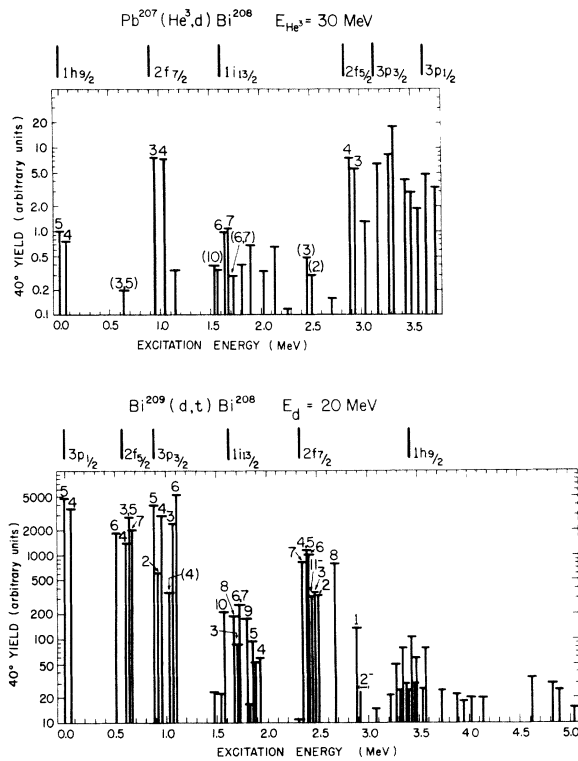 Pb²⁰⁷(He³,d) Bi²⁰⁸ E_He³ = 30 MeV
1h9/2 2f7/2 1i13/2 2f5/2 3p3/2 3p1/2
40° YIELD (arbitrary units)
20
10
5.0
2.0
1.0
0.5
0.2
0.1
5 4 (3,5) 3 4 (10) 6 7 (6,7) (3) (2) 4 3
0.0 0.5 1.0 1.5 2.0 2.5 3.0 3.5
EXCITATION ENERGY (MeV)
Bi²⁰⁹(d,t) Bi²⁰⁸ E_d = 20 MeV
3p1/2 2f5/2 3p3/2 1i13/2 2f7/2 1h9/2
40° YIELD (arbitrary units)
5000
1000
500
100
50
10
5 4 6 4 3,5 7 5 2 4 (4) 3 6 10 8 3 6,7 9 5 4 7 4,5 6 11⁻ 3 2 8 1 2⁻
0.0 0.5 1.0 1.5 2.0 2.5 3.0 3.5 4.0 4.5 5.0
EXCITATION ENERGY (MeV)